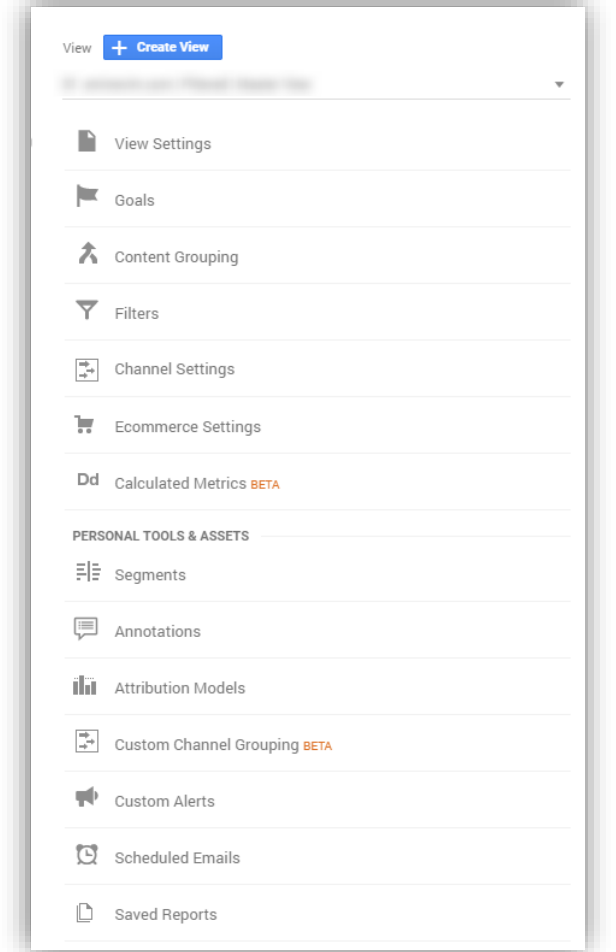 View + Create View
View Settings
Goals
Content Grouping
Filters
Channel Settings
Ecommerce Settings
Dd Calculated Metrics BETA
PERSONAL TOOLS & ASSETS
Segments
Annotations
Attribution Models
Custom Channel Grouping BETA
Custom Alerts
Scheduled Emails
Saved Reports